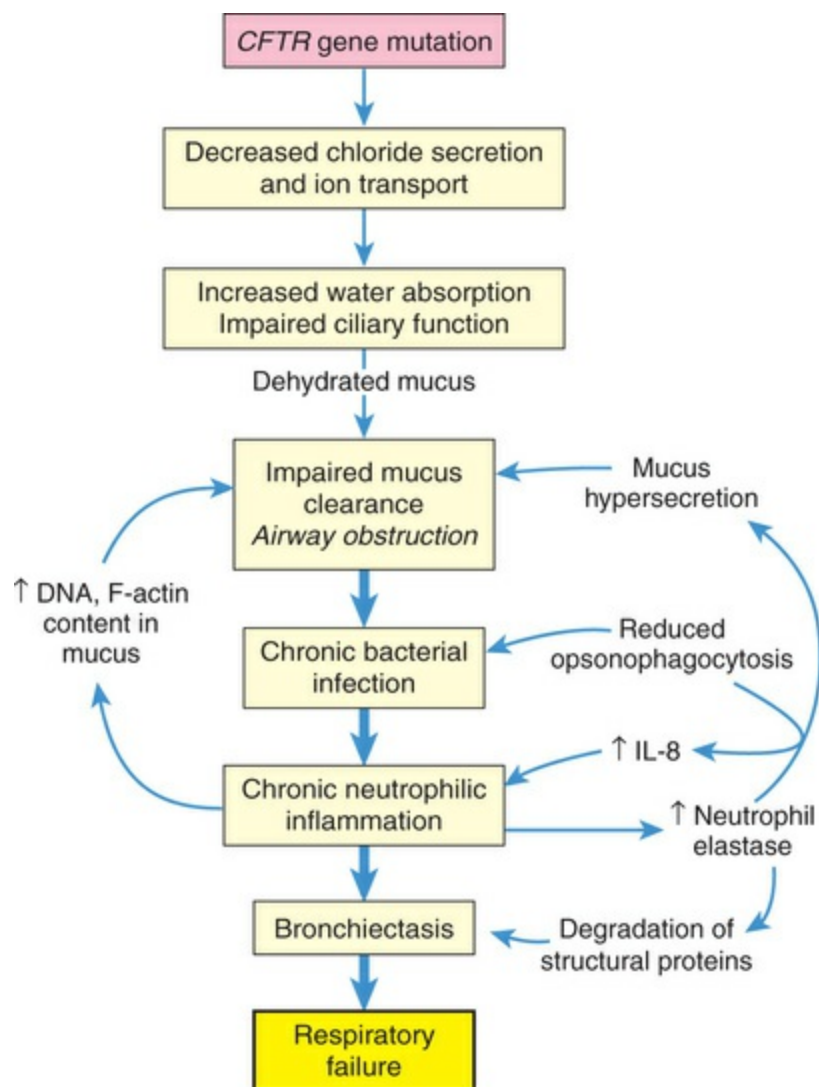 CFTR gene mutation
Decreased chloride secretion
and ion transport
Increased water absorption
Impaired ciliary function
Dehydrated mucus
Impaired mucus
clearance
Airway obstruction
Mucus
hypersecretion
↑ DNA, F-actin
content in
mucus
Chronic bacterial
infection
Reduced
opsonophagocytosis
↑ IL-8
Chronic neutrophilic
inflammation
↑ Neutrophil
elastase
Bronchiectasis
Degradation of
structural proteins
Respiratory
failure